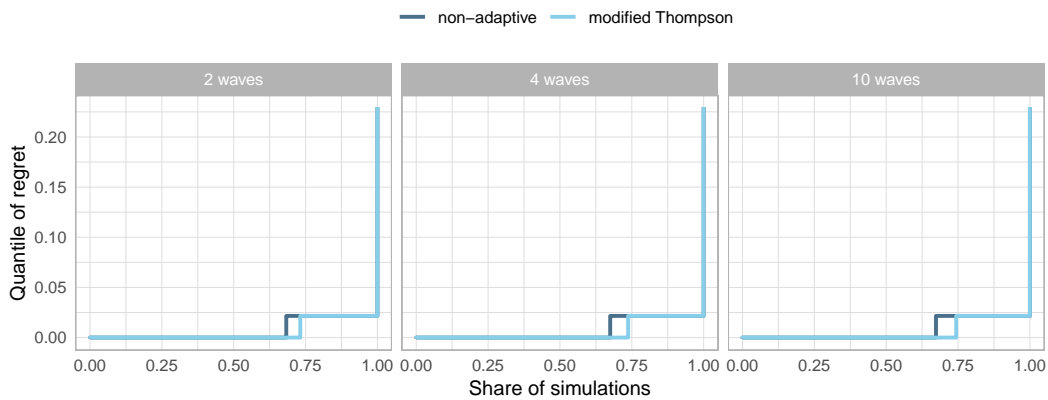 non−adaptive modified Thompson
2 waves 4 waves 10 waves
Quantile of regret
0.20
0.15
0.10
0.05
0.00
0.00 0.25 0.50 0.75 1.00 0.00 0.25 0.50 0.75 1.00 0.00 0.25 0.50 0.75 1.00
Share of simulations